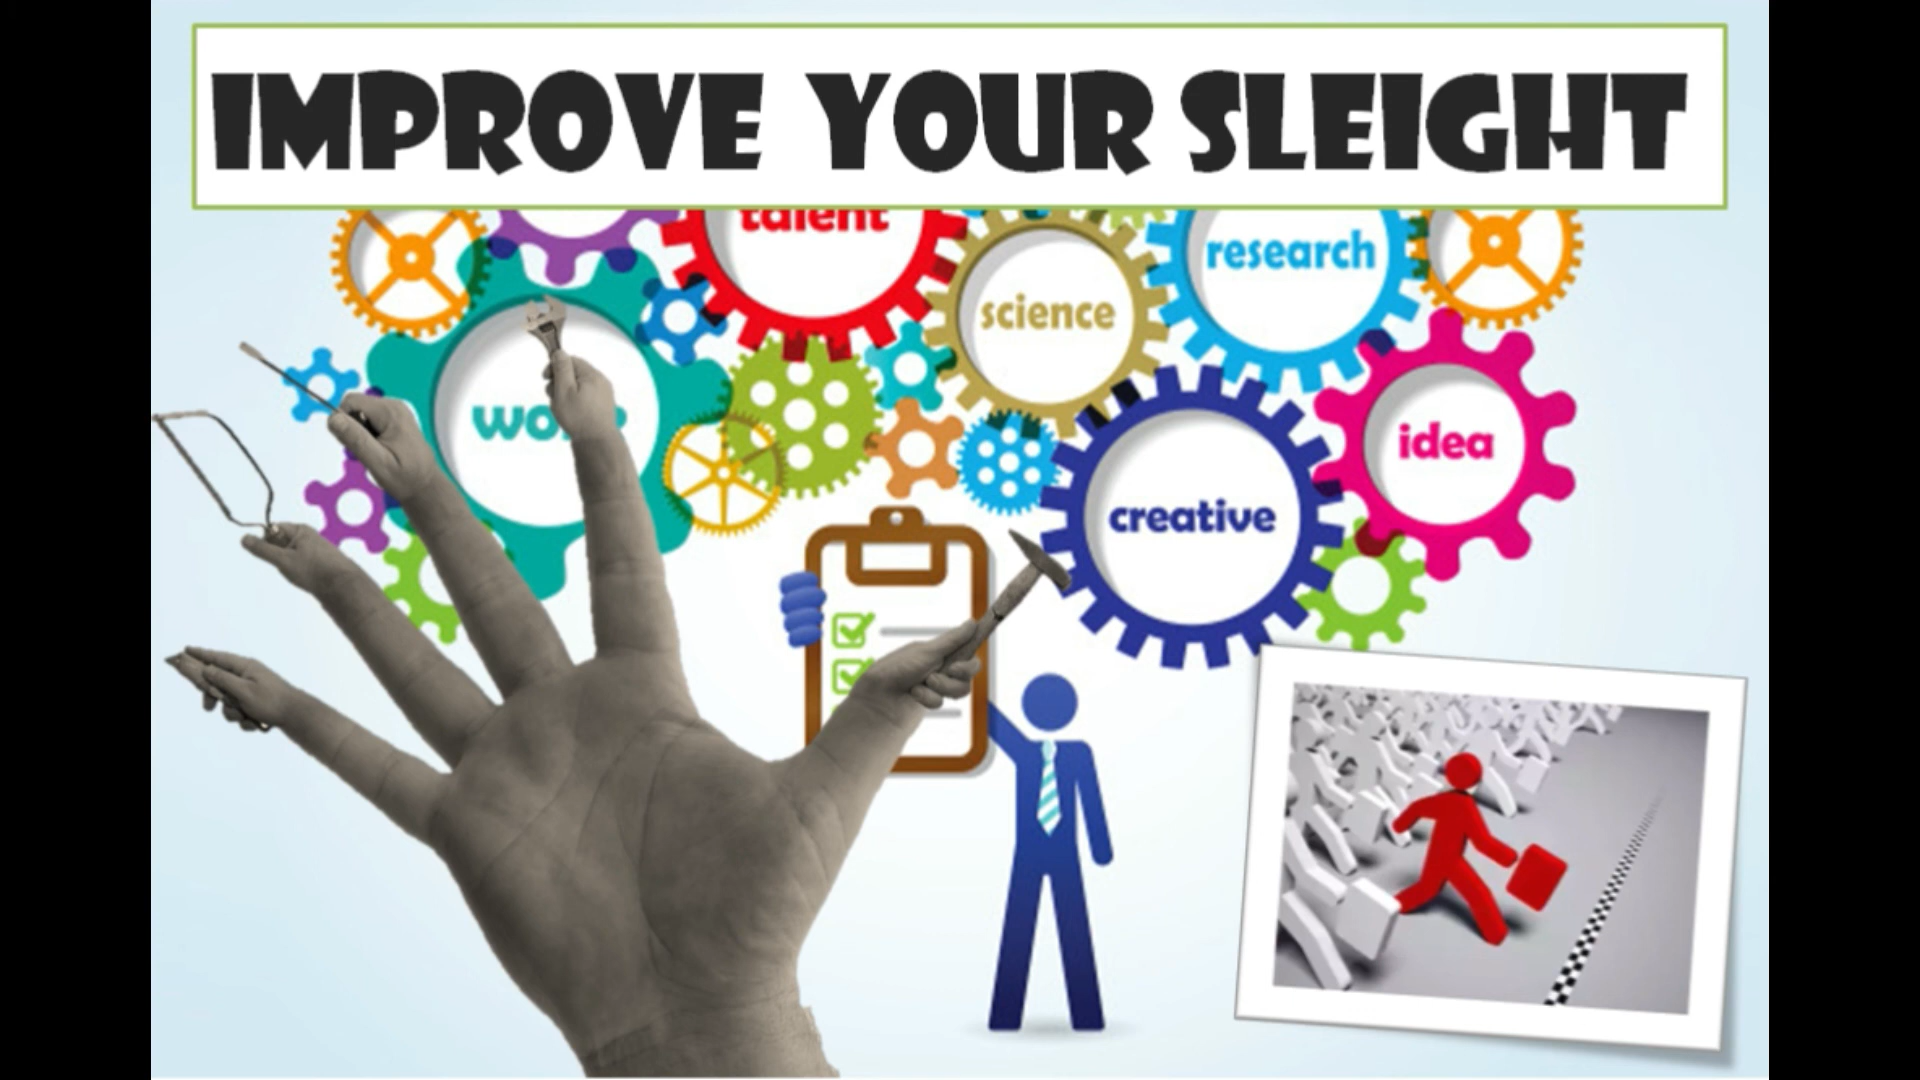 IMPROVE YOUR SLEIGHT
talent
research
science
idea
creative